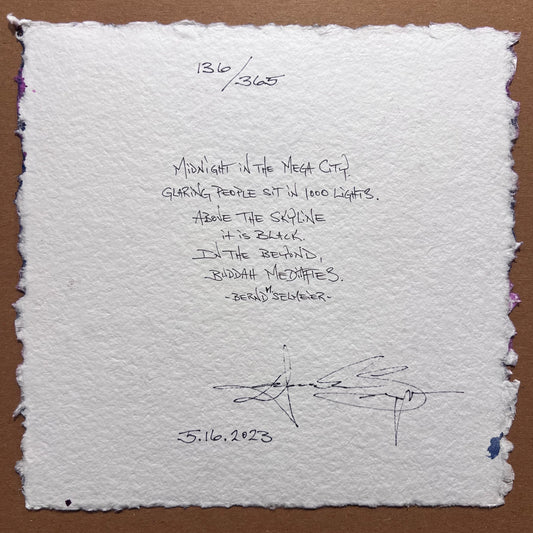 136/365
MIDNIGHT IN THE MEGA CITY.
GLARING PEOPLE SIT IN 1000 LIGHTS.
ABOVE THE SKYLINE
IT IS BLACK.
IN THE BEYOND,
BUDDAH MEDITATES.
-BERND
5.16.2023